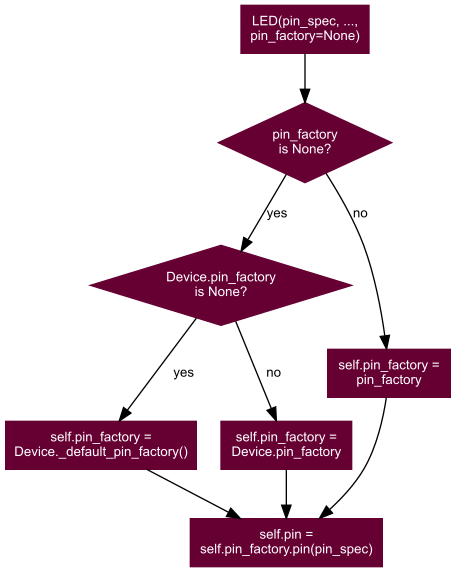 LED(pin_spec, ...,
pin_factory=None)
pin_factory
is None?
yes
no
Device.pin_factory
is None?
self.pin_factory =
pin_factory
yes
no
self.pin_factory =
Device._default_pin_factory()
self.pin_factory =
Device.pin_factory
self.pin =
self.pin_factory.pin(pin_spec)